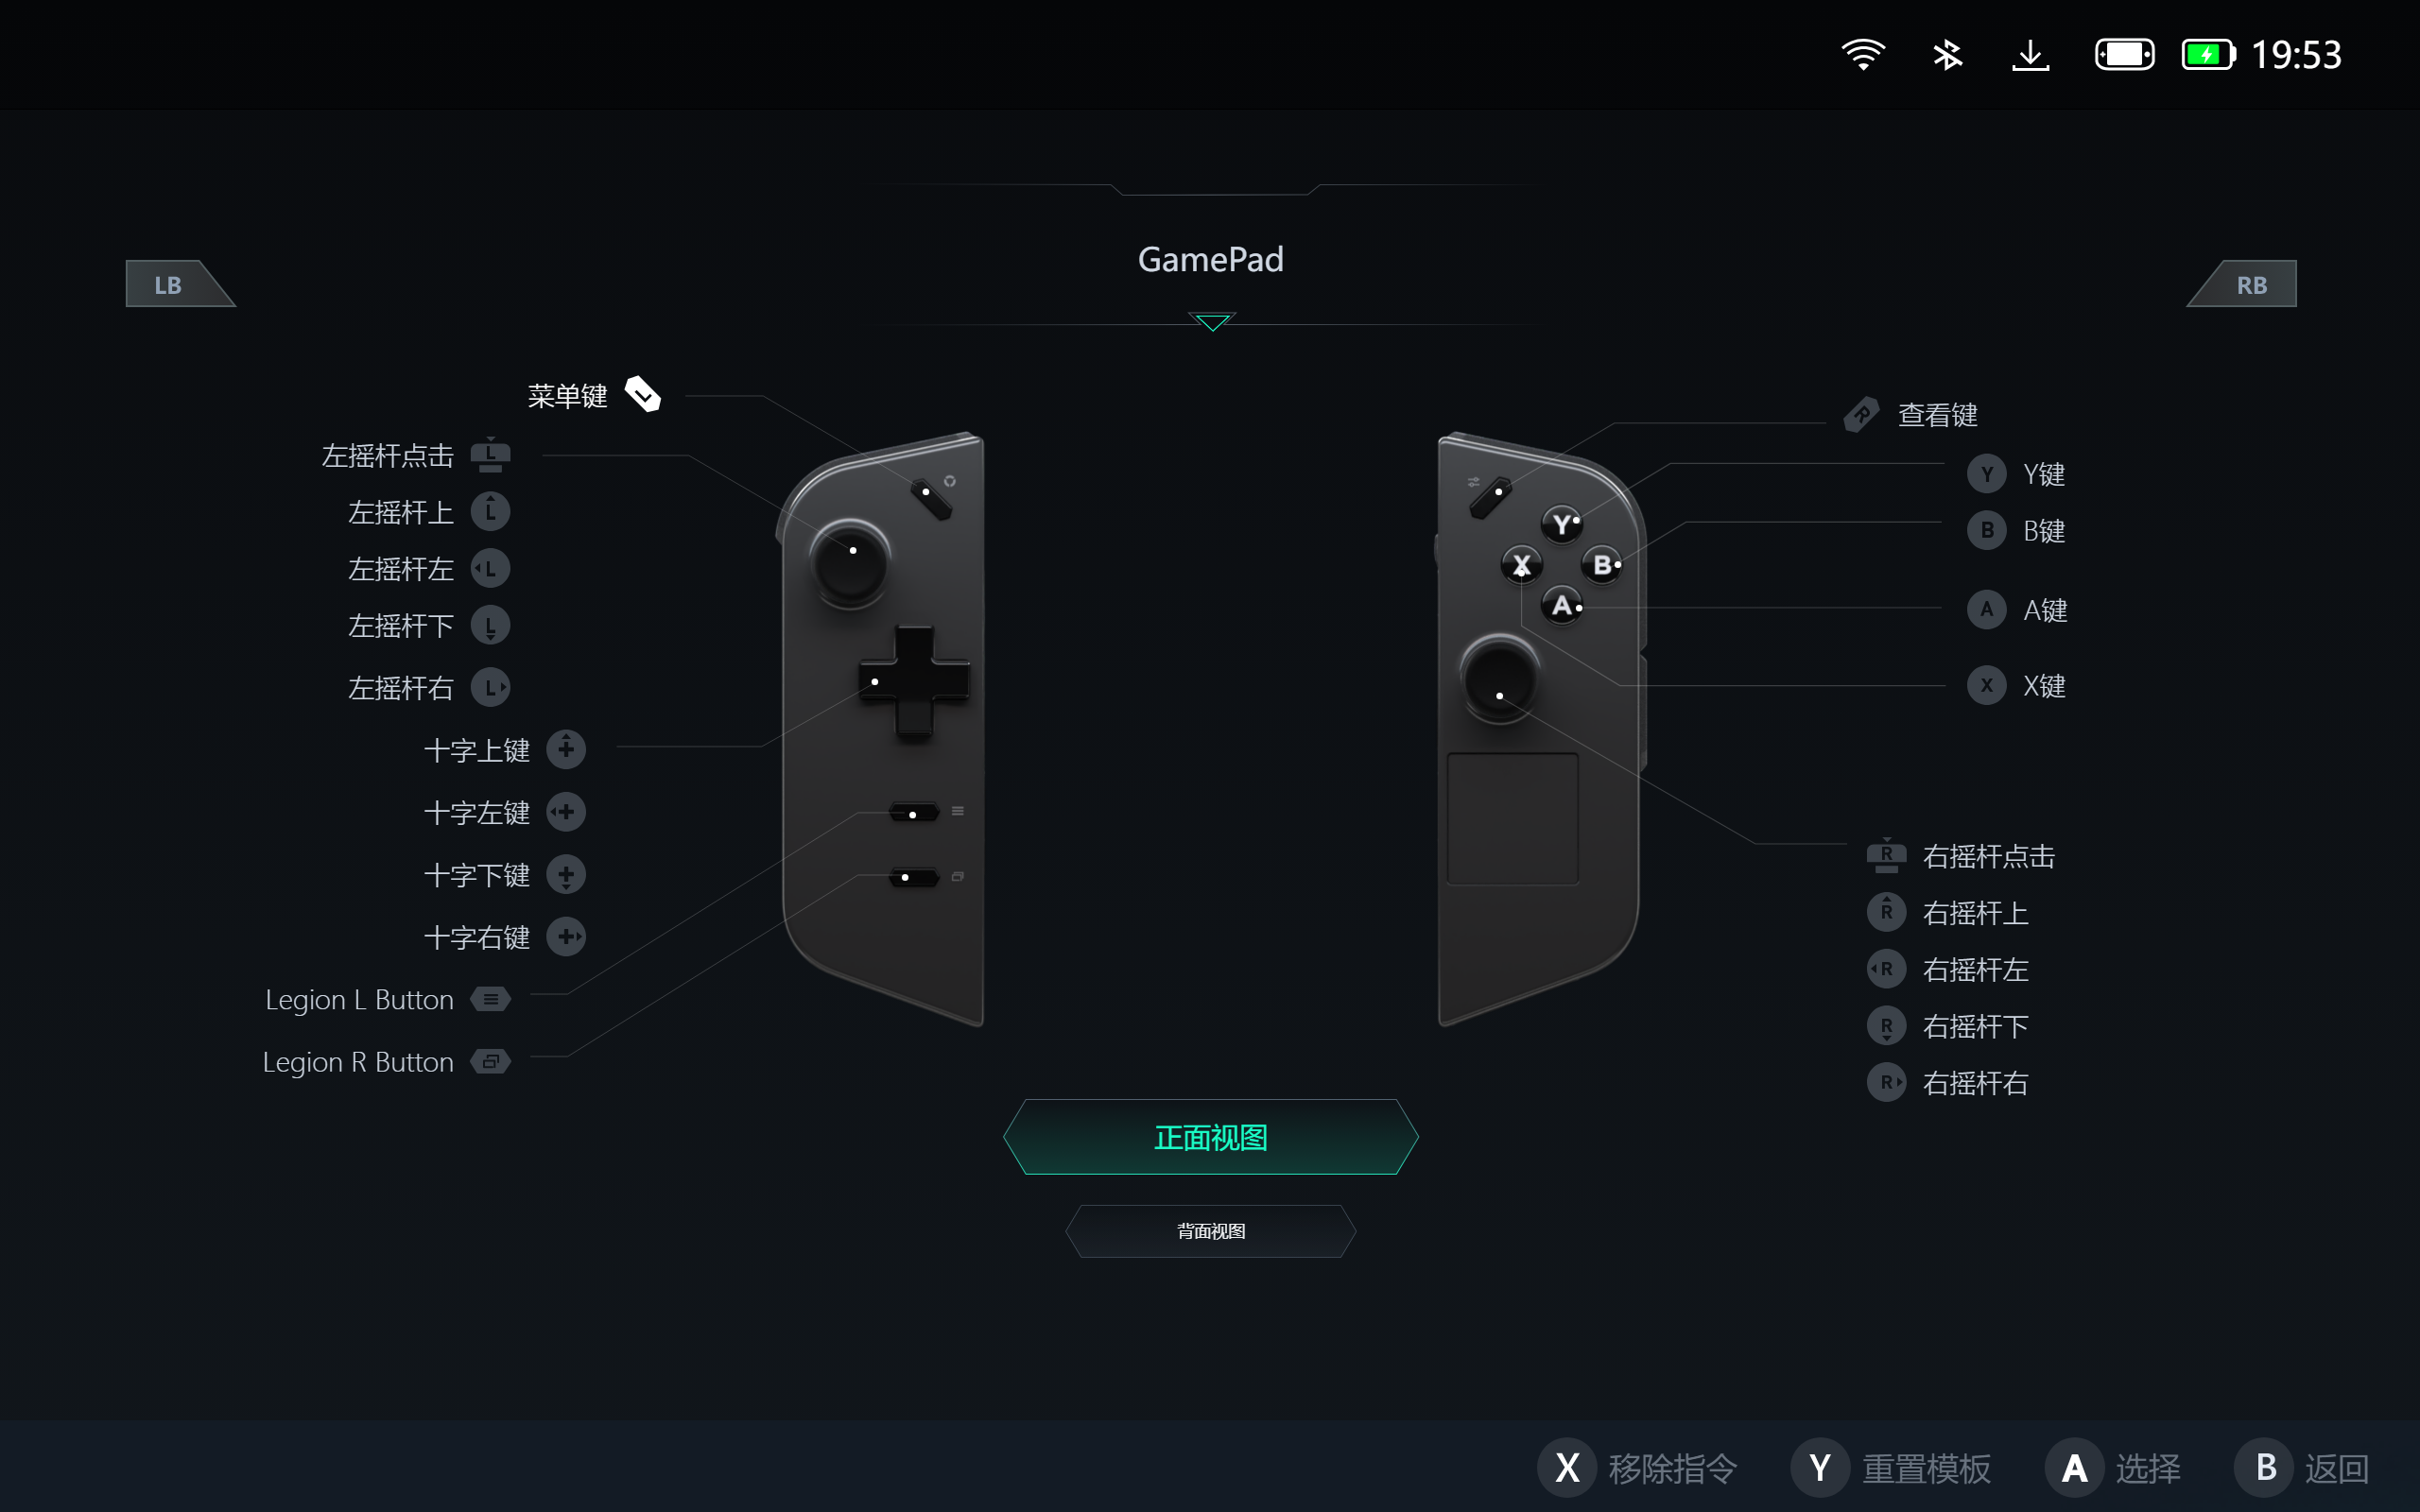 19:53
GamePad
LB
RB
菜单键
左摇杆点击
左摇杆上
左摇杆左
左摇杆下
左摇杆右
十字上键
十字左键
十字下键
十字右键
Legion L Button
Legion R Button
查看键
Y Y键
B B键
A A键
X X键
Y
X B
A
R 右摇杆点击
R 右摇杆上
R 右摇杆左
R 右摇杆下
R 右摇杆右
正面视图
背面视图
X 移除指令 Y 重置模板 A 选择 B 返回